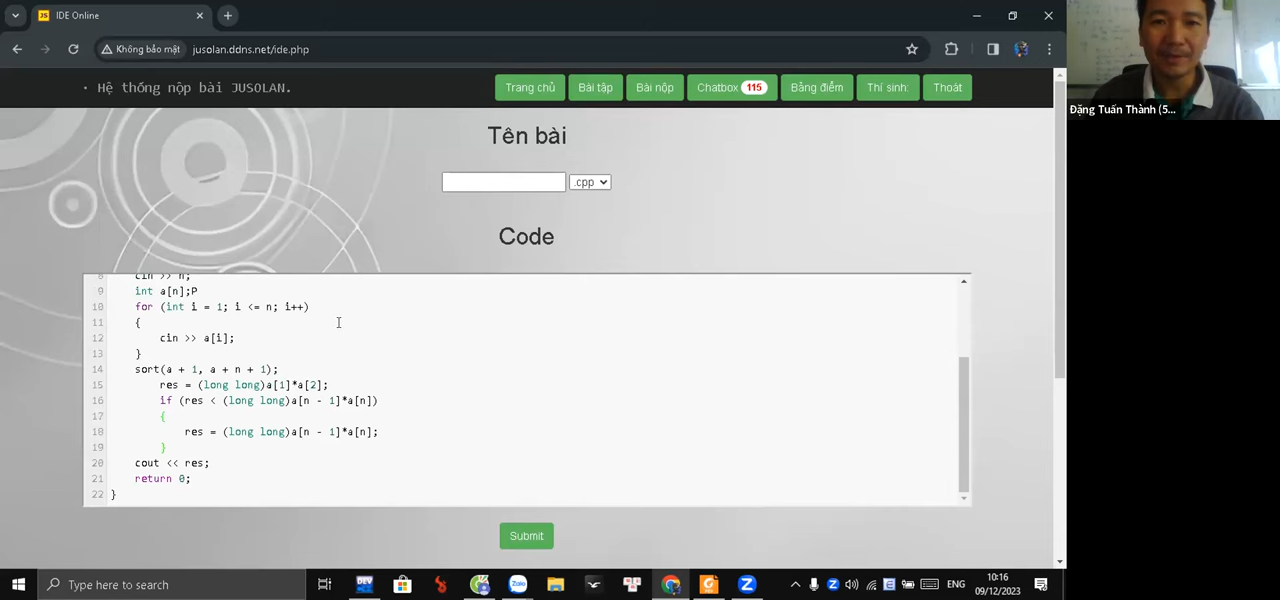 IDE Online
Không bảo mật
jusolan.ddns.net/ide.php
· Hệ thống nộp bài JUSOLAN.
Trang chủ
Bài tập
Bài nộp
Chatbox 115
Bảng điểm
Thí sinh:
Thoát
Đặng Tuấn Thành (5...
Tên bài
.cpp
Code
8 cin >> n;
9 int a[n];P
10 for (int i = 1; i <= n; i++)
11 {
12 cin >> a[i];
13 }
14 sort(a + 1, a + n + 1);
15 res = (long long)a[1]*a[2];
16 if (res < (long long)a[n - 1]*a[n])
17 {
18 res = (long long)a[n - 1]*a[n];
19 }
20 cout << res;
21 return 0;
22 }
Submit
Type here to search
DEV
Zalo
ENG
10:16
09/12/2023